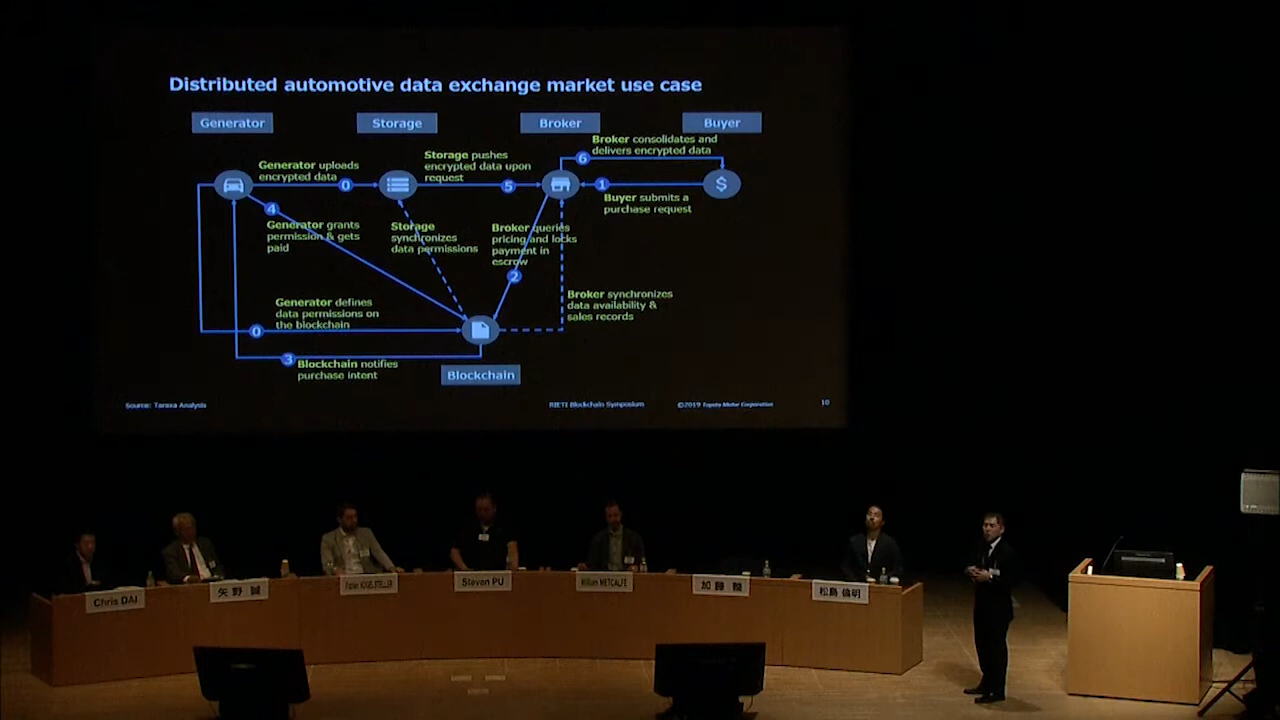 Distributed automotive data exchange market use case
Generator
Storage
Broker
Buyer
Broker consolidates and
delivers encrypted data
6
Generator uploads
encrypted data
0
Storage pushes
encrypted data upon
request
5
1
Buyer submits a
purchase request
$
4
Generator grants
permission & gets
paid
Storage
synchronizes
data permissions
Broker queries
pricing and locks
payment in
escrow
2
Broker synchronizes
data availability &
sales records
Generator defines
data permissions on
the blockchain
0
3
Blockchain notifies
purchase intent
Blockchain
Source: Taraxa Analysis
RIETI Blockchain Symposium
©2019 Toyota Motor Corporation
10
Chris DAI
矢野 誠
Fabian VOGELSTELLER
Steven PU
William METCALFE
加藤
松島 倫明